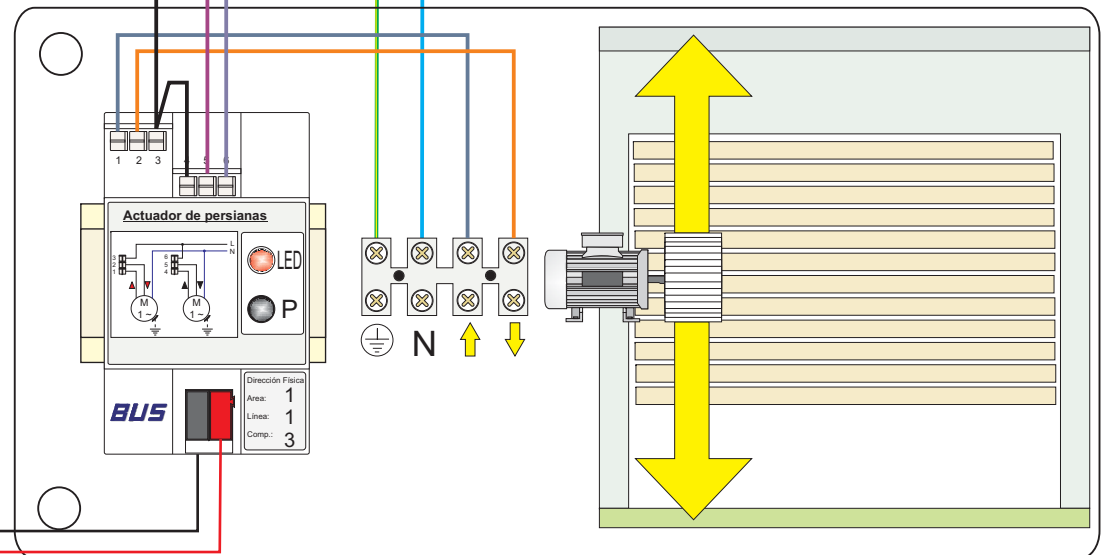 1 2 3
4 5 6
Actuador de persianas
L
N
3
2
1
6
5
4
M
1~
M
1~
LED
P
N
BUS
Dirección Física
Area: 1
Línea: 1
Comp.: 3